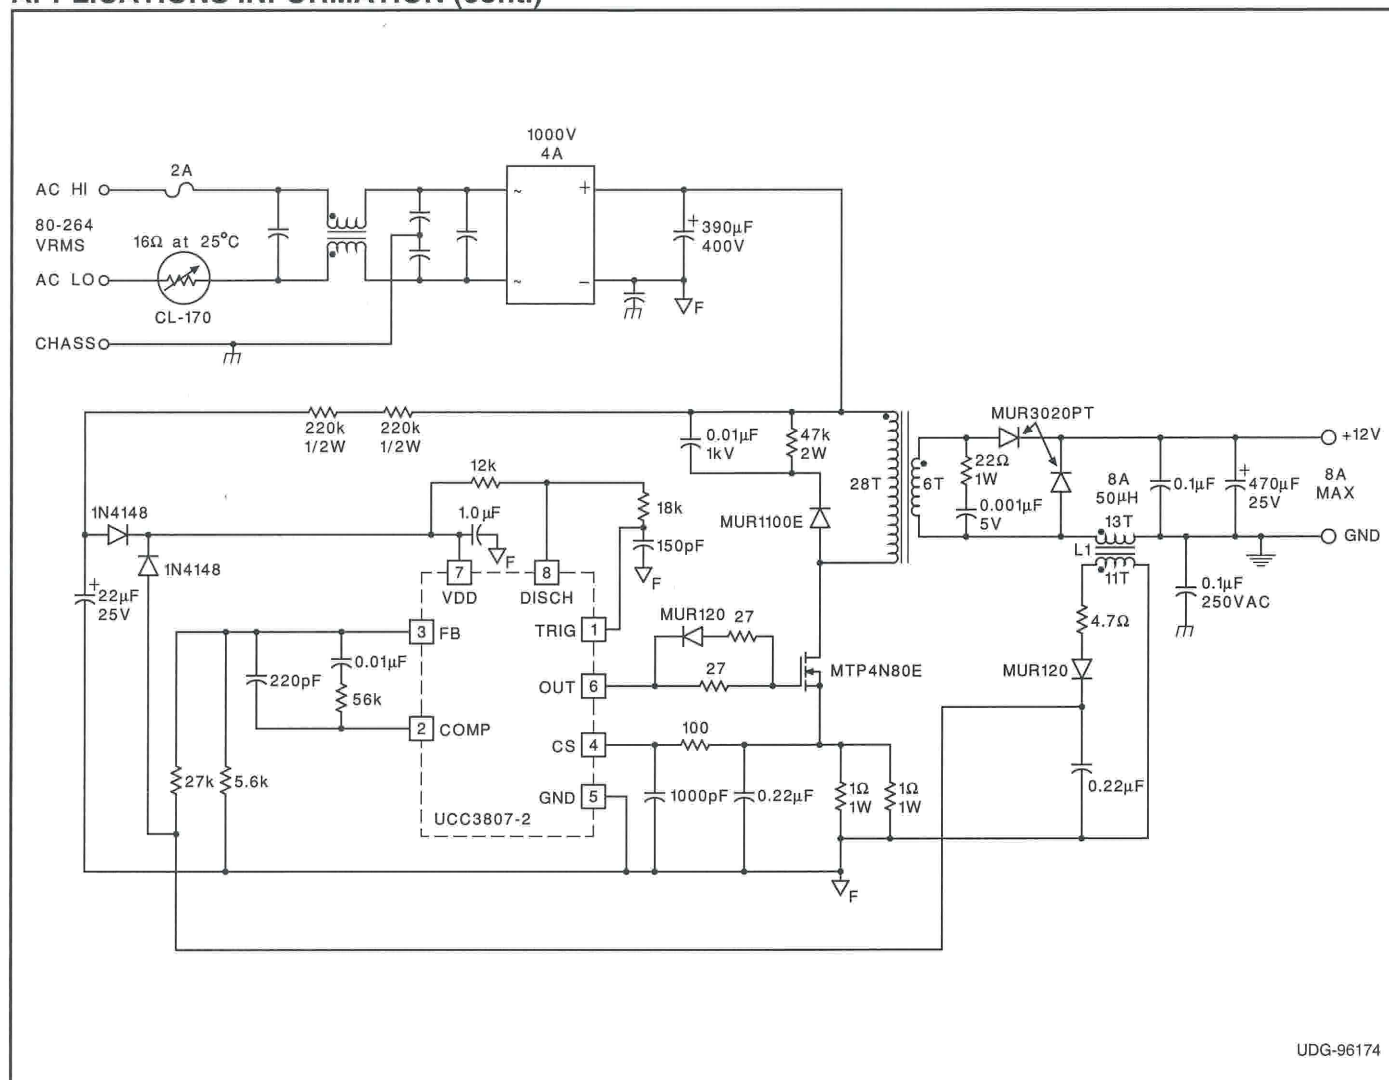 APPLICATIONS INFORMATION (cont.)
1000V
4A
2A
AC HI
~
+
80-264
VRMS
16Ω at 25°C
+
390µF
400V
AC LO
~
−
F
CL-170
CHASS
220k
1/2W
220k
1/2W
0.01µF
1kV
47k
2W
MUR3020PT
+12V
28T
6T
22Ω
1W
0.001µF
5V
8A
50µH
13T
0.1µF
+
470µF
25V
8A
MAX
12k
18k
MUR1100E
1N4148
1.0µF
F
150pF
F
L1
11T
GND
1N4148
+
22µF
25V
7
VDD
8
DISCH
0.1µF
250VAC
4.7Ω
3
FB
TRIG
1
MUR120
27
0.01µF
220pF
56k
OUT
6
27
MTP4N80E
MUR120
2
COMP
CS
4
100
27k
5.6k
GND
5
1000pF
0.22µF
1Ω
1W
1Ω
1W
0.22µF
UCC3807-2
F
UDG-96174